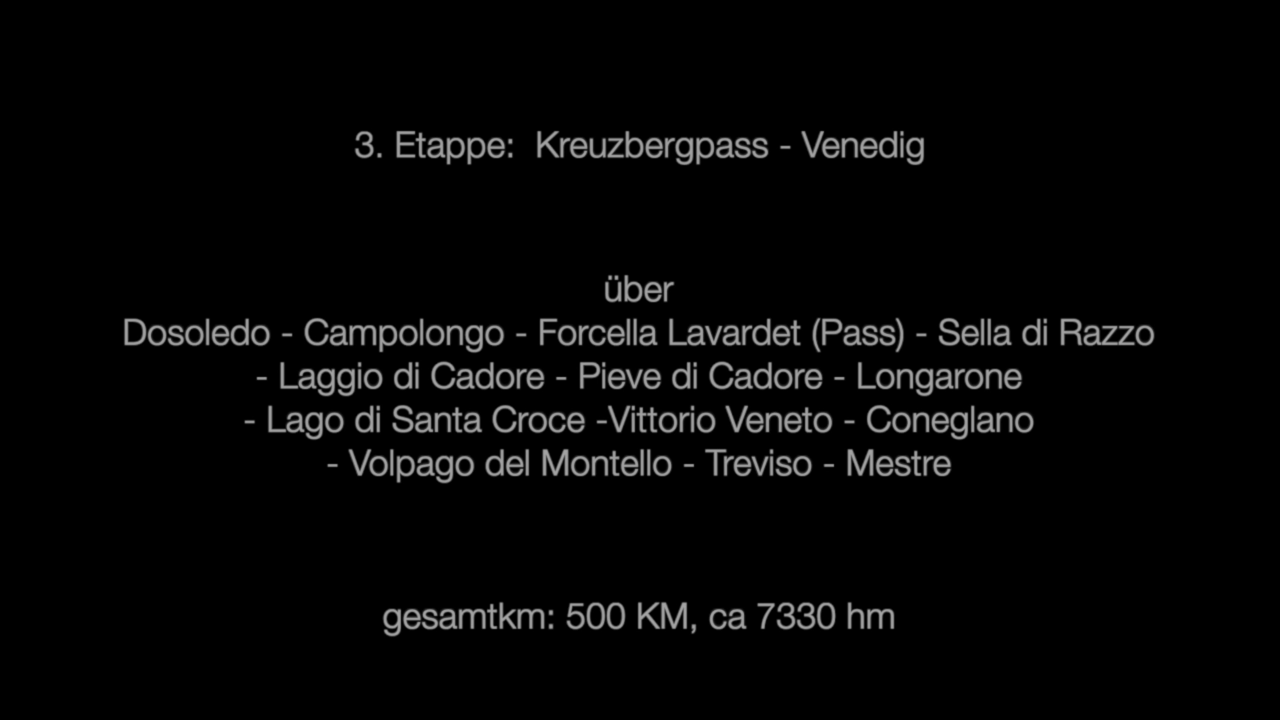 3. Etappe:  Kreuzbergpass - Venedig
über
Dosoledo - Campolongo - Forcella Lavardet (Pass) - Sella di Razzo
- Laggio di Cadore - Pieve di Cadore - Longarone
- Lago di Santa Croce -Vittorio Veneto - Coneglano
- Volpago del Montello - Treviso - Mestre
gesamtkm: 500 KM, ca 7330 hm